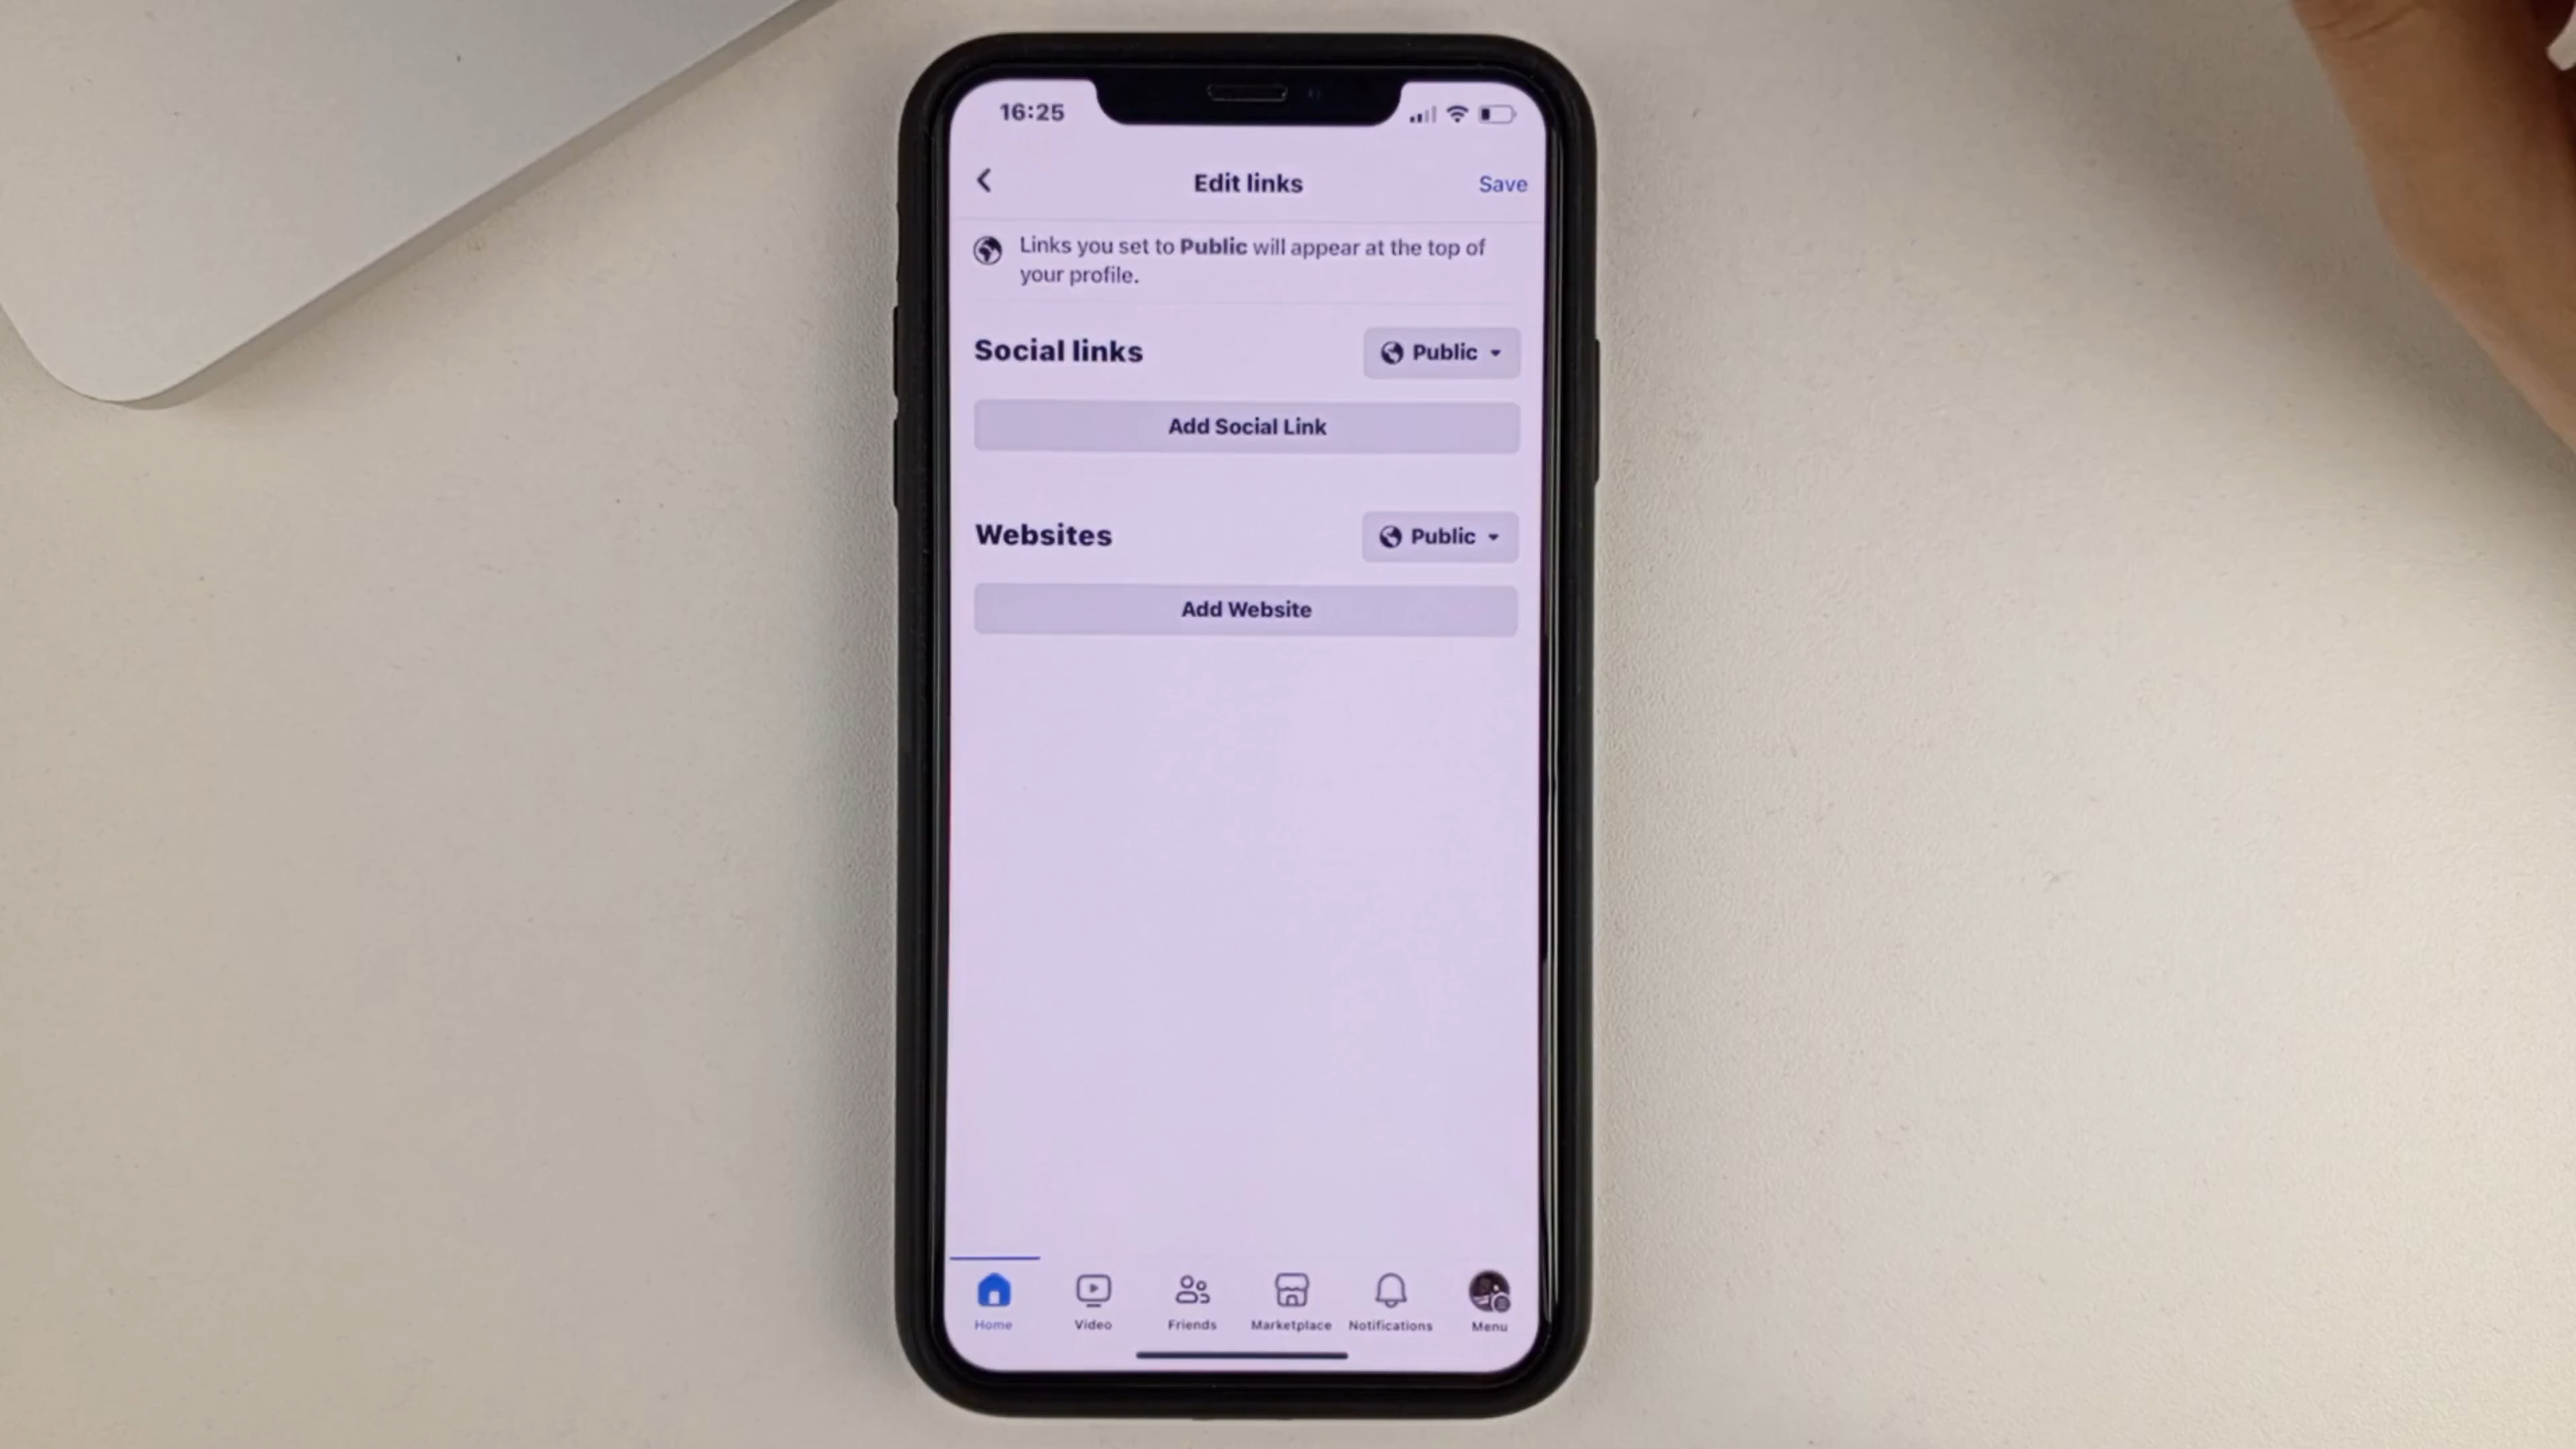 16:25
Edit links
Save
Links you set to Public will appear at the top of
your profile.
Social links
Public
Add Social Link
Websites
Public
Add Website
Home
Video
Friends
Marketplace
Notifications
Menu